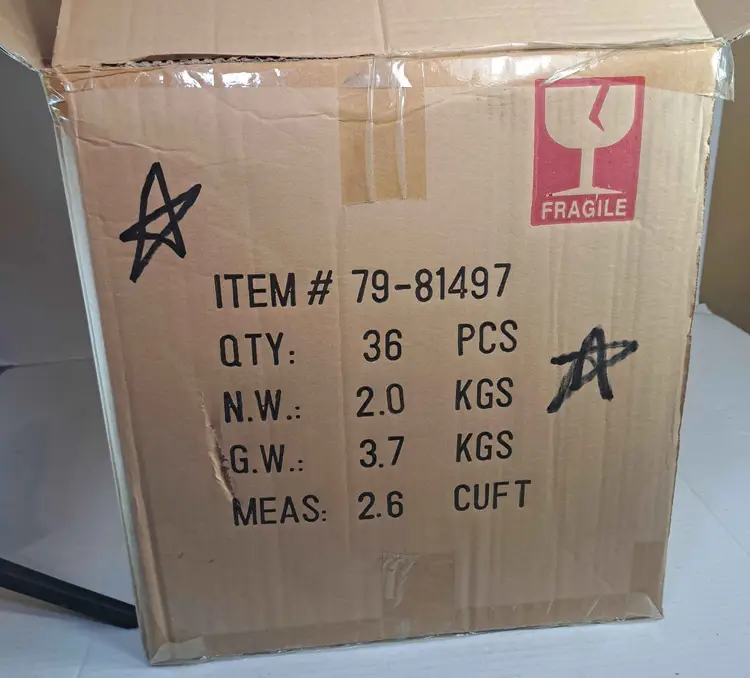 FRAGILE
ITEM # 79-81497
QTY: 36 PCS
N.W.: 2.0 KGS
G.W.: 3.7 KGS
MEAS: 2.6 CUFT